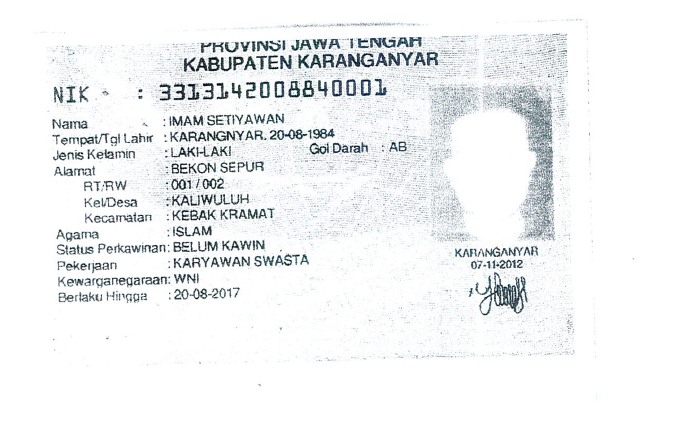 PROVINSI JAWA TENGAH
KABUPATEN KARANGANYAR
NIK : 3313142008840001
Nama : IMAM SETIYAWAN
Tempat/Tgl Lahir : KARANGNYAR. 20-08-1984
Jenis Kelamin : LAKI-LAKI Gol Darah : AB
Alamat : BEKON SEPUR
RT/RW : 001 / 002
Kel/Desa : KALIWULUH
Kecamatan : KEBAK KRAMAT
Agama : ISLAM
Status Perkawinan: BELUM KAWIN
Pekerjaan : KARYAWAN SWASTA
Kewarganegaraan: WNI
Berlaku Hingga : 20-08-2017
KARANGANYAR
07-11-2012